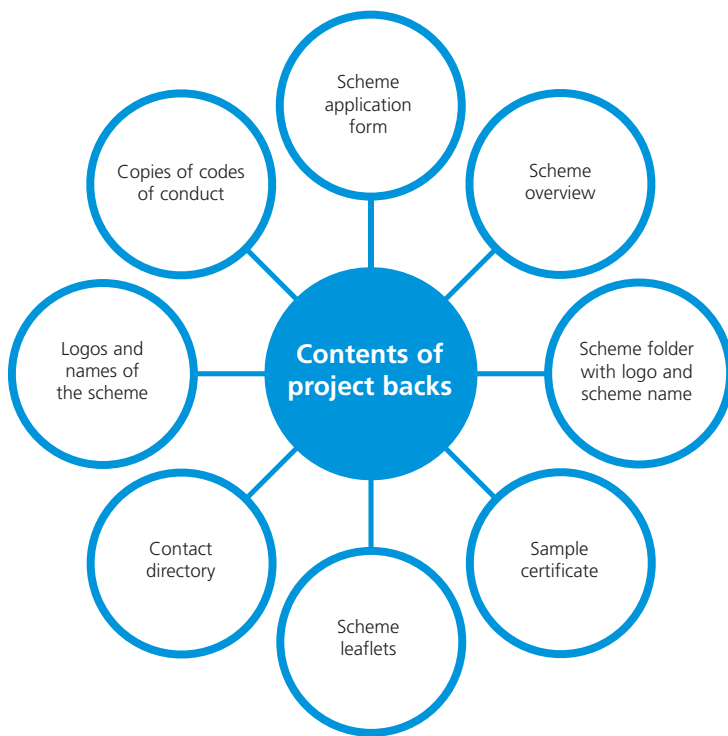 Scheme
application
form
Scheme
overview
Scheme folder
with logo and
scheme name
Sample
certificate
Scheme
leaflets
Contact
directory
Logos and
names of
the scheme
Copies of codes
of conduct
Contents of
project backs